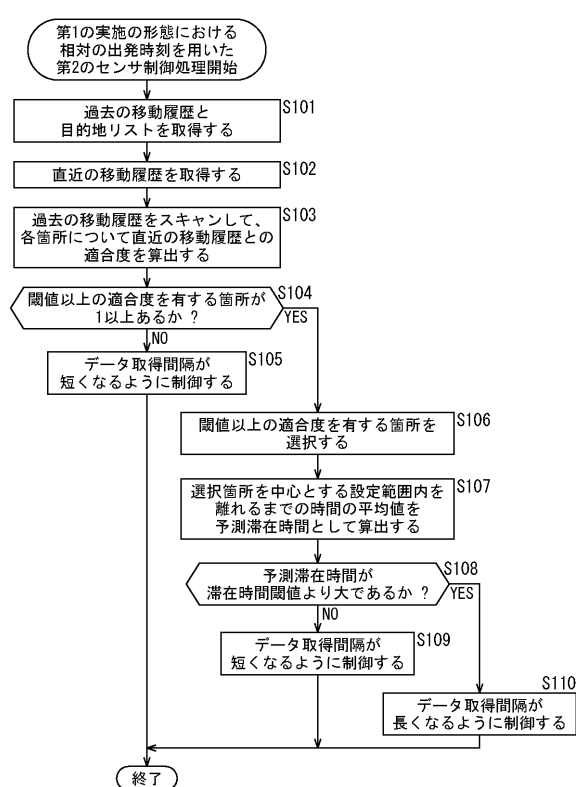 第1の実施の形態における
相対の出発時刻を用いた
第2のセンサ制御処理開始
S101
過去の移動履歴と
目的地リストを取得する
S102
直近の移動履歴を取得する
S103
過去の移動履歴をスキャンして、
各箇所について直近の移動履歴との
適合度を算出する
S104
閾値以上の適合度を有する箇所が
1以上あるか ?
YES
NO
S105
データ取得間隔が
短くなるように制御する
S106
閾値以上の適合度を有する箇所を
選択する
S107
選択箇所を中心とする設定範囲内を
離れるまでの時間の平均値を
予測滞在時間として算出する
S108
予測滞在時間が
滞在時間閾値より大であるか ?
YES
NO
S109
データ取得間隔が
短くなるように制御する
S110
データ取得間隔が
長くなるように制御する
終了